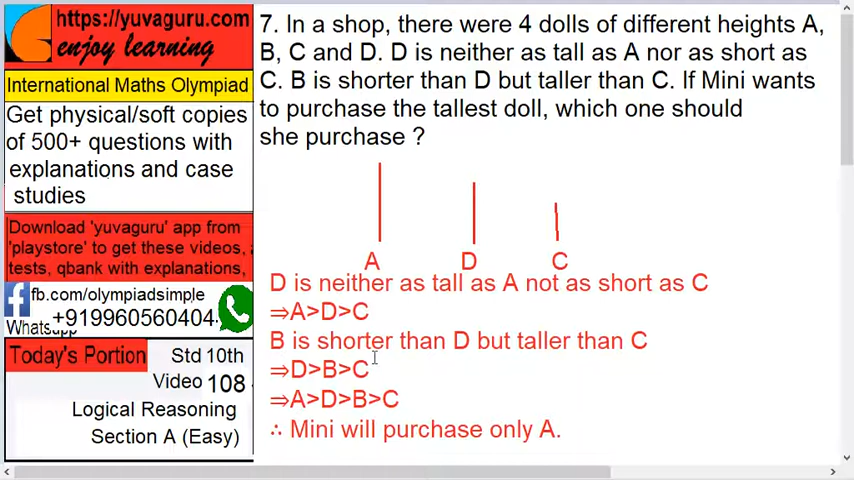 https://yuvaguru.com
enjoy learning
International Maths Olympiad
Get physical/soft copies
of 500+ questions with
explanations and case
studies
Download 'yuvaguru' app from
'playstore' to get these videos,
tests, qbank with explanations,
fb.com/olympiadsimple
Whatsapp
+919960560404
Today's Portion
Std 10th
Video 108
Logical Reasoning
Section A (Easy)
7. In a shop, there were 4 dolls of different heights A,
B, C and D. D is neither as tall as A nor as short as
C. B is shorter than D but taller than C. If Mini wants
to purchase the tallest doll, which one should
she purchase ?
A D C
D is neither as tall as A not as short as C
⇒A>D>C
B is shorter than D but taller than C
⇒D>B>C
⇒A>D>B>C
∴ Mini will purchase only A.